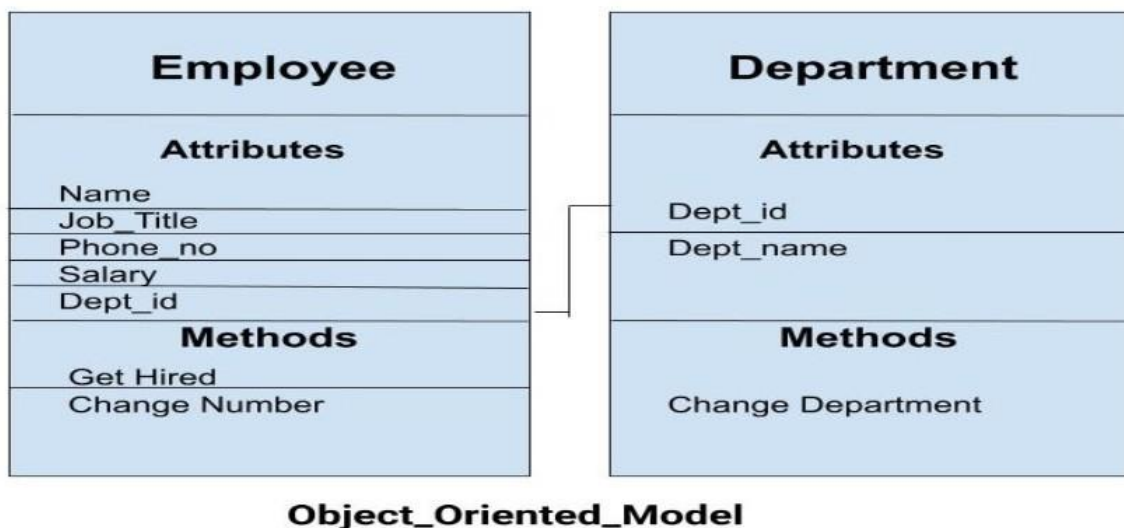 Employee
Attributes
Name
Job_Title
Phone_no
Salary
Dept_id
Methods
Get Hired
Change Number
Department
Attributes
Dept_id
Dept_name
Methods
Change Department
Object_Oriented_Model